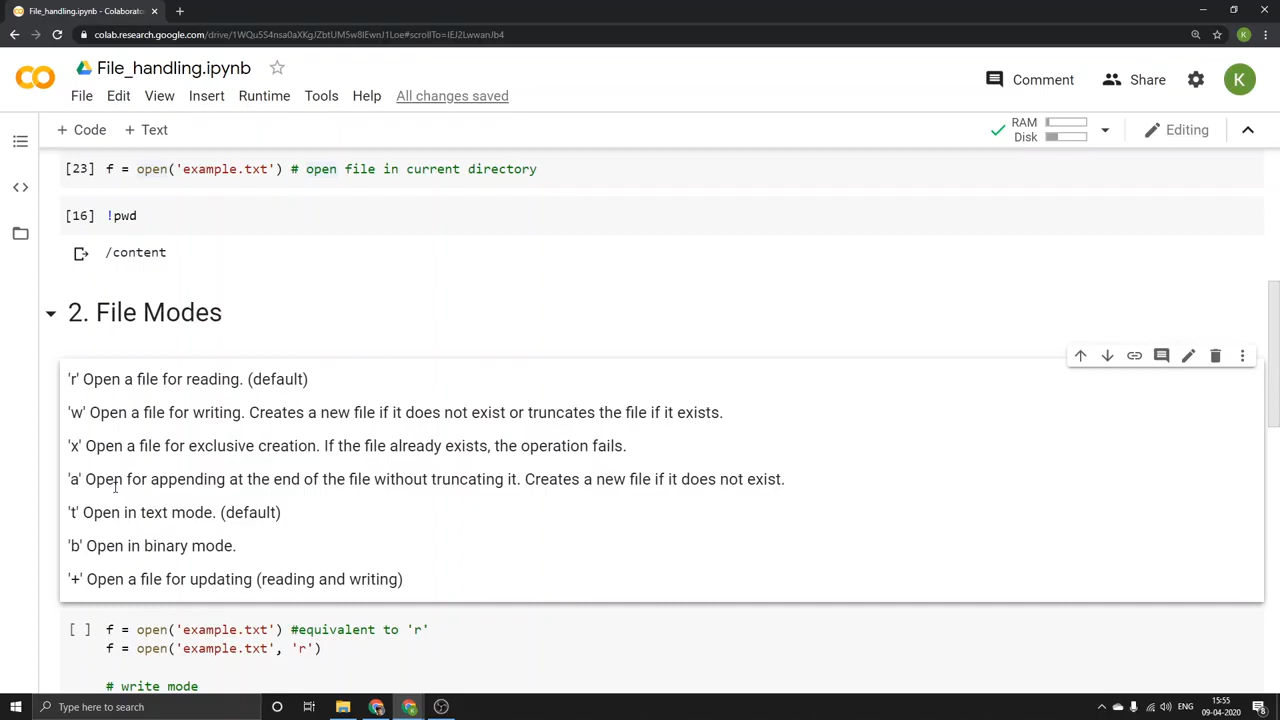 File_handling.ipynb - Colaborato
colab.research.google.com/drive/1WQu5S4nsa0aXKgJZbtUM5w8IEwnJ1Loe#scrollTo=IEJ2LwwanJb4
K
CO
File_handling.ipynb
Comment
Share
K
File Edit View Insert Runtime Tools Help All changes saved
+ Code + Text
RAM
Disk
Editing
[23] f = open('example.txt') # open file in current directory
[16] !pwd
/content
2. File Modes
'r' Open a file for reading. (default)
'w' Open a file for writing. Creates a new file if it does not exist or truncates the file if it exists.
'x' Open a file for exclusive creation. If the file already exists, the operation fails.
'a' Open for appending at the end of the file without truncating it. Creates a new file if it does not exist.
't' Open in text mode. (default)
'b' Open in binary mode.
'+' Open a file for updating (reading and writing)
[ ] f = open('example.txt') #equivalent to 'r'
f = open('example.txt', 'r')
# write mode
Type here to search
ENG
15:55
09-04-2020
8